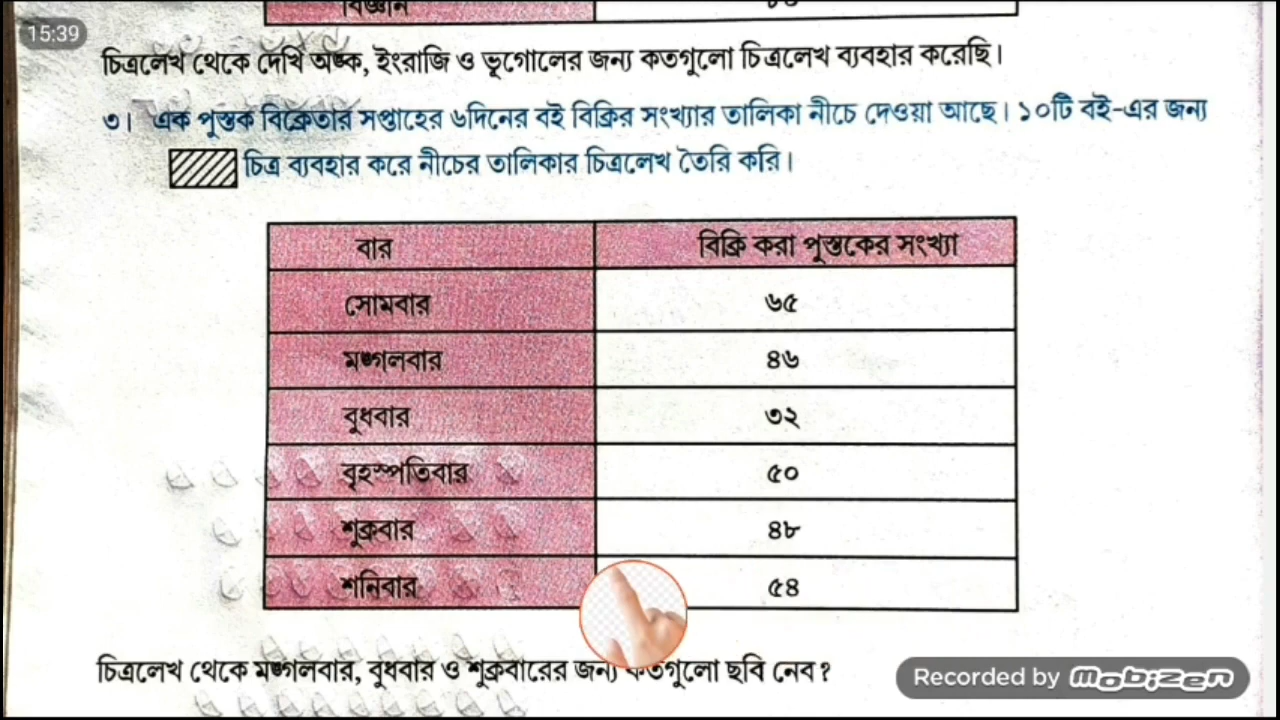 15:39
বিজ্ঞান
চিত্রলেখ থেকে দেখি অঙ্ক, ইংরাজি ও ভূগোলের জন্য কতগুলো চিত্রলেখ ব্যবহার করেছি।
৩। এক পুস্তক বিক্রেতার সপ্তাহের ৬দিনের বই বিক্রির সংখ্যার তালিকা নীচে দেওয়া আছে। ১০টি বই-এর জন্য
চিত্র ব্যবহার করে নীচের তালিকার চিত্রলেখ তৈরি করি।
বার বিক্রি করা পুস্তকের সংখ্যা
সোমবার ৬৫
মঙ্গলবার ৪৬
বুধবার ৩২
বৃহস্পতিবার ৫০
শুক্রবার ৪৮
শনিবার ৫৪
চিত্রলেখ থেকে মঙ্গলবার, বুধবার ও শুক্রবারের জন্য কতগুলো ছবি নেব?
Recorded by Mobizen